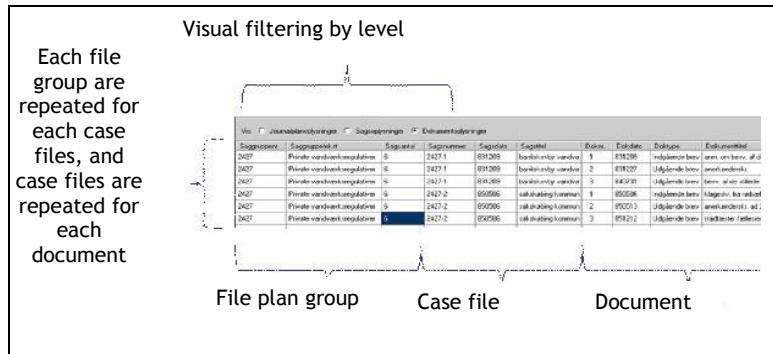 Visual filtering by level
Each file
group are
repeated for
each case
files, and
case files are
repeated for
each
document
Vis: Journalplanoplysninger Sagsoplysninger Dokumentoplysninger
Saggruppenr Saggruppetekst Sagsantal Sagsnummer Sagsdato Sagstitel Doknr. Dokdato Doktype Dokumenttitel
2427 Private vandværksregulativer 6 2427-1 831209 1 Indgående brev
2427 Private vandværksregulativer 6 2427-1 831209 2 831227 Udgående brev
2427 Private vandværksregulativer 6 2427-1 831209 3 840731 Udgående brev
2427 Private vandværksregulativer 6 2427-2 850506 1 850506 Indgående brev
2427 Private vandværksregulativer 6 2427-2 850506 2 850513 Udgående brev
2427 Private vandværksregulativer 6 2427-2 850506 3 851212 Indgående brev
File plan group Case file Document